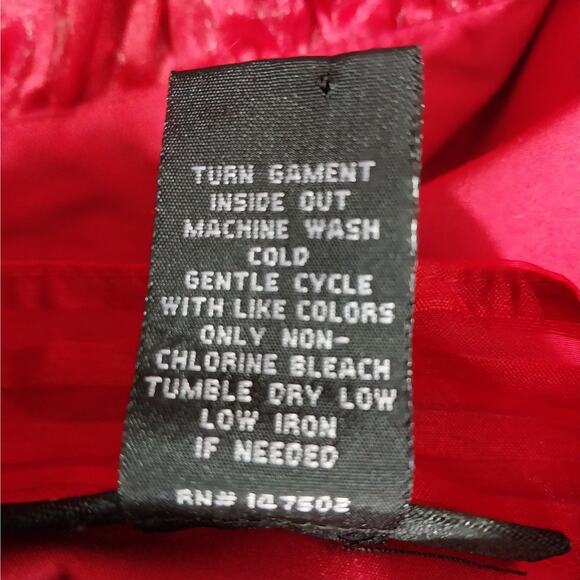 TURN GAMENT
INSIDE OUT
MACHINE WASH
COLD
GENTLE CYCLE
WITH LIKE COLORS
ONLY NON-
CHLORINE BLEACH
TUMBLE DRY LOW
LOW IRON
IF NEEDED
RN# 147502